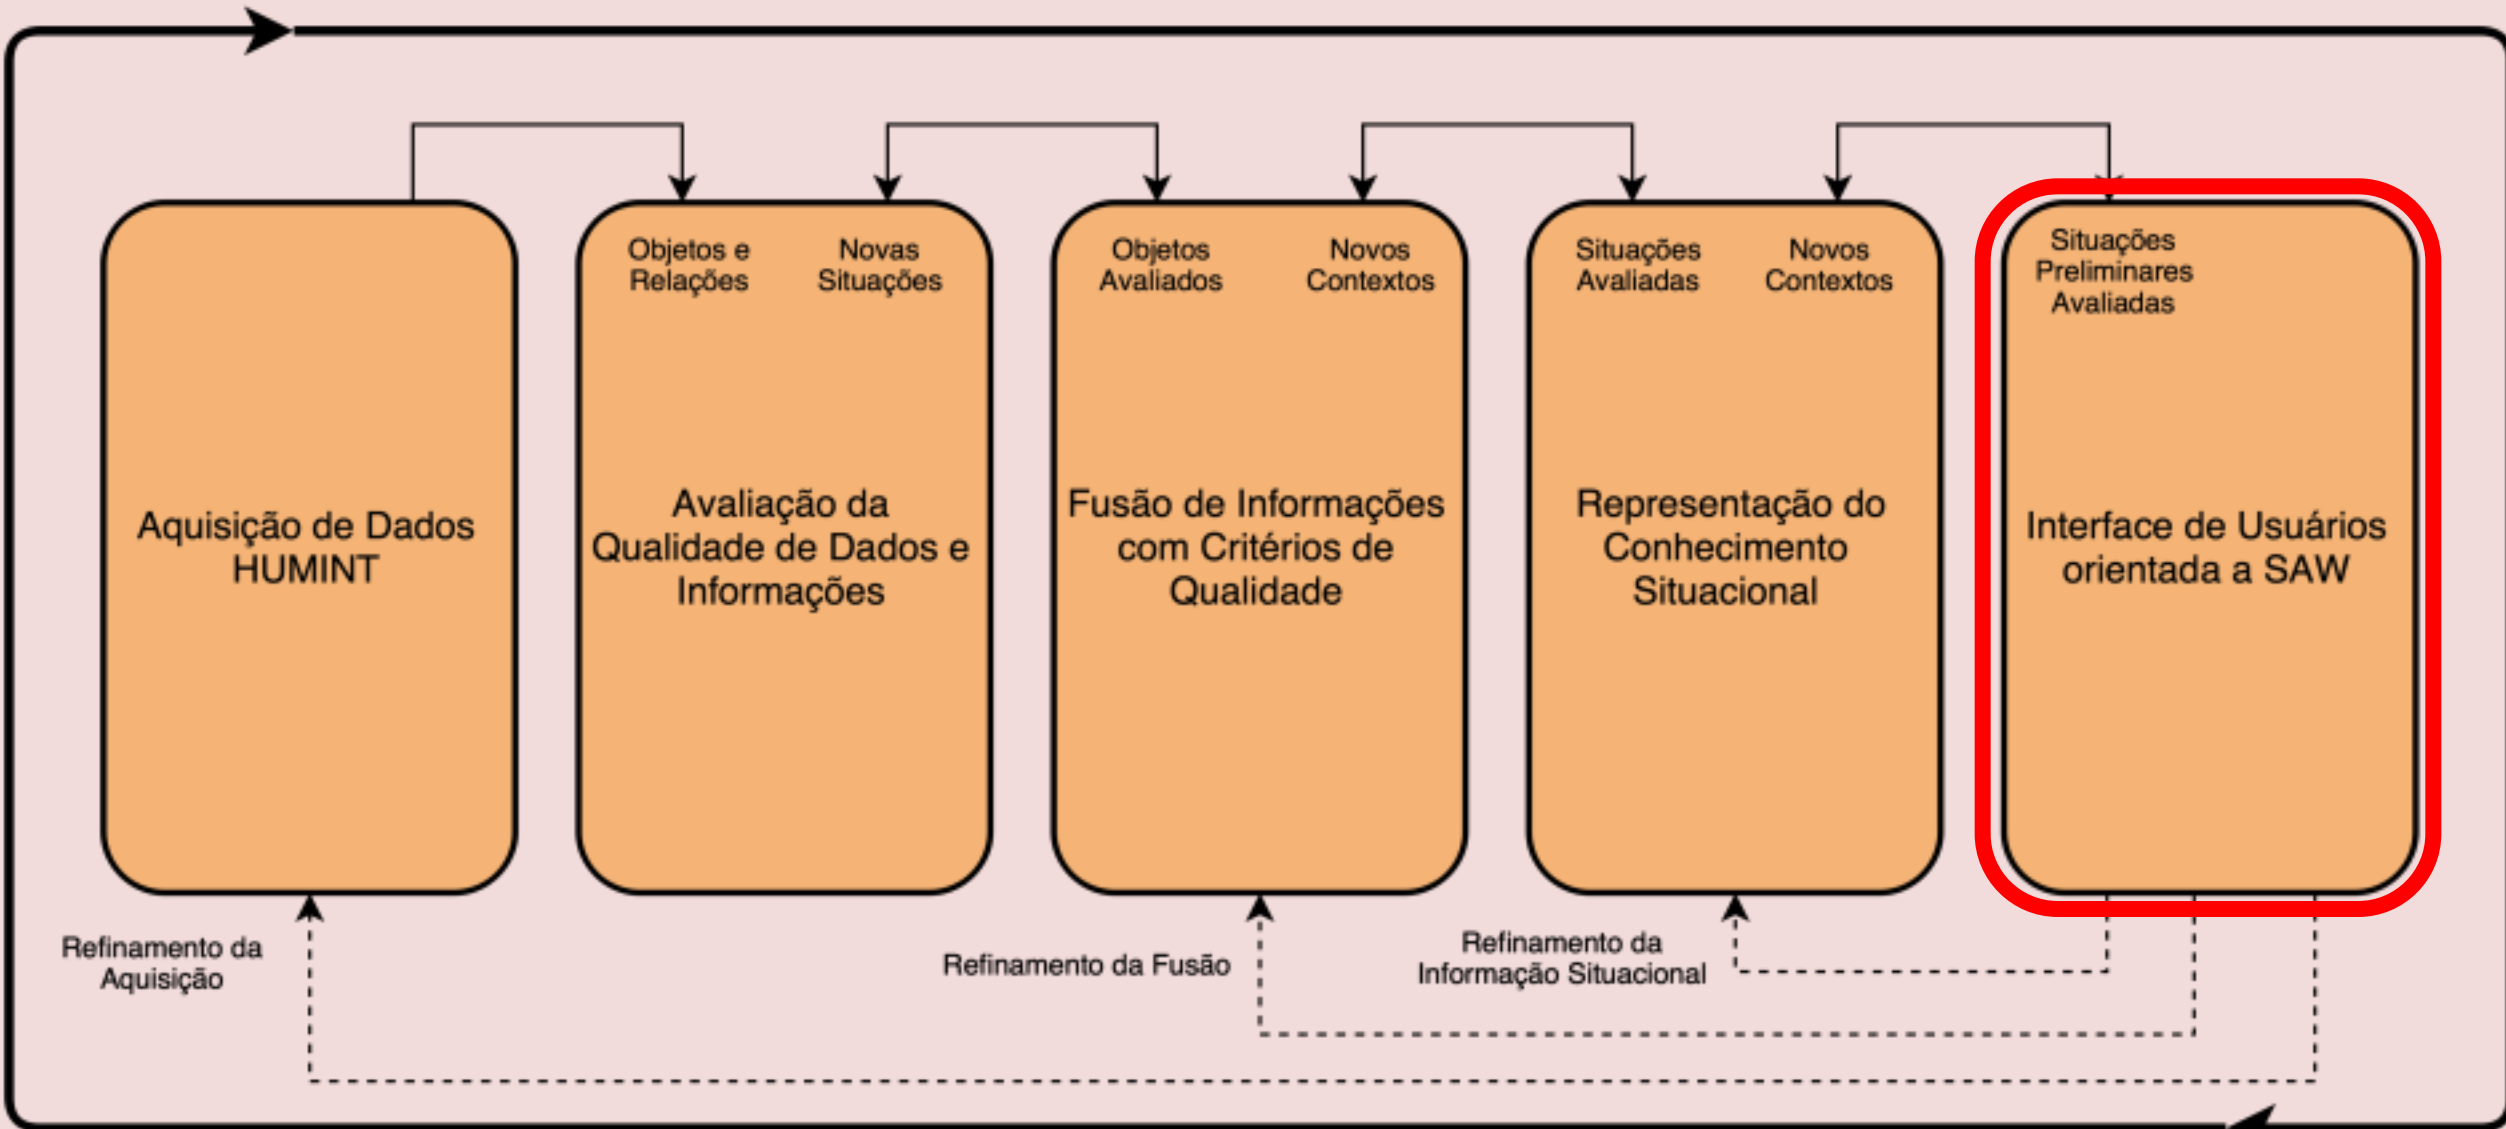 Objetos e
Relações
Novas
Situações
Objetos
Avaliados
Novos
Contextos
Situações
Avaliadas
Novos
Contextos
Situações
Preliminares
Avaliadas
Aquisição de Dados
HUMINT
Avaliação da
Qualidade de Dados e
Informações
Fusão de Informações
com Critérios de
Qualidade
Representação do
Conhecimento
Situacional
Interface de Usuários
orientada a SAW
Refinamento da
Aquisição
Refinamento da Fusão
Refinamento da
Informação Situacional